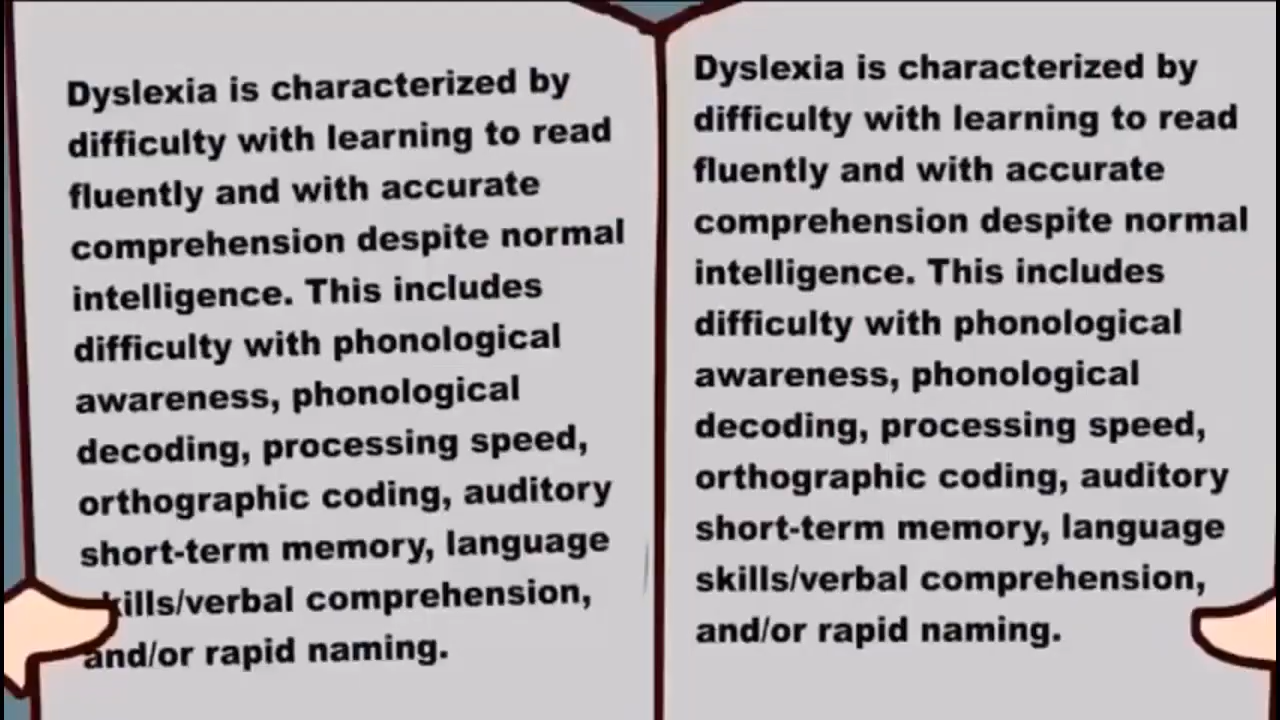 Dyslexia is characterized by
difficulty with learning to read
fluently and with accurate
comprehension despite normal
intelligence. This includes
difficulty with phonological
awareness, phonological
decoding, processing speed,
orthographic coding, auditory
short-term memory, language
skills/verbal comprehension,
and/or rapid naming.
Dyslexia is characterized by
difficulty with learning to read
fluently and with accurate
comprehension despite normal
intelligence. This includes
difficulty with phonological
awareness, phonological
decoding, processing speed,
orthographic coding, auditory
short-term memory, language
skills/verbal comprehension,
and/or rapid naming.